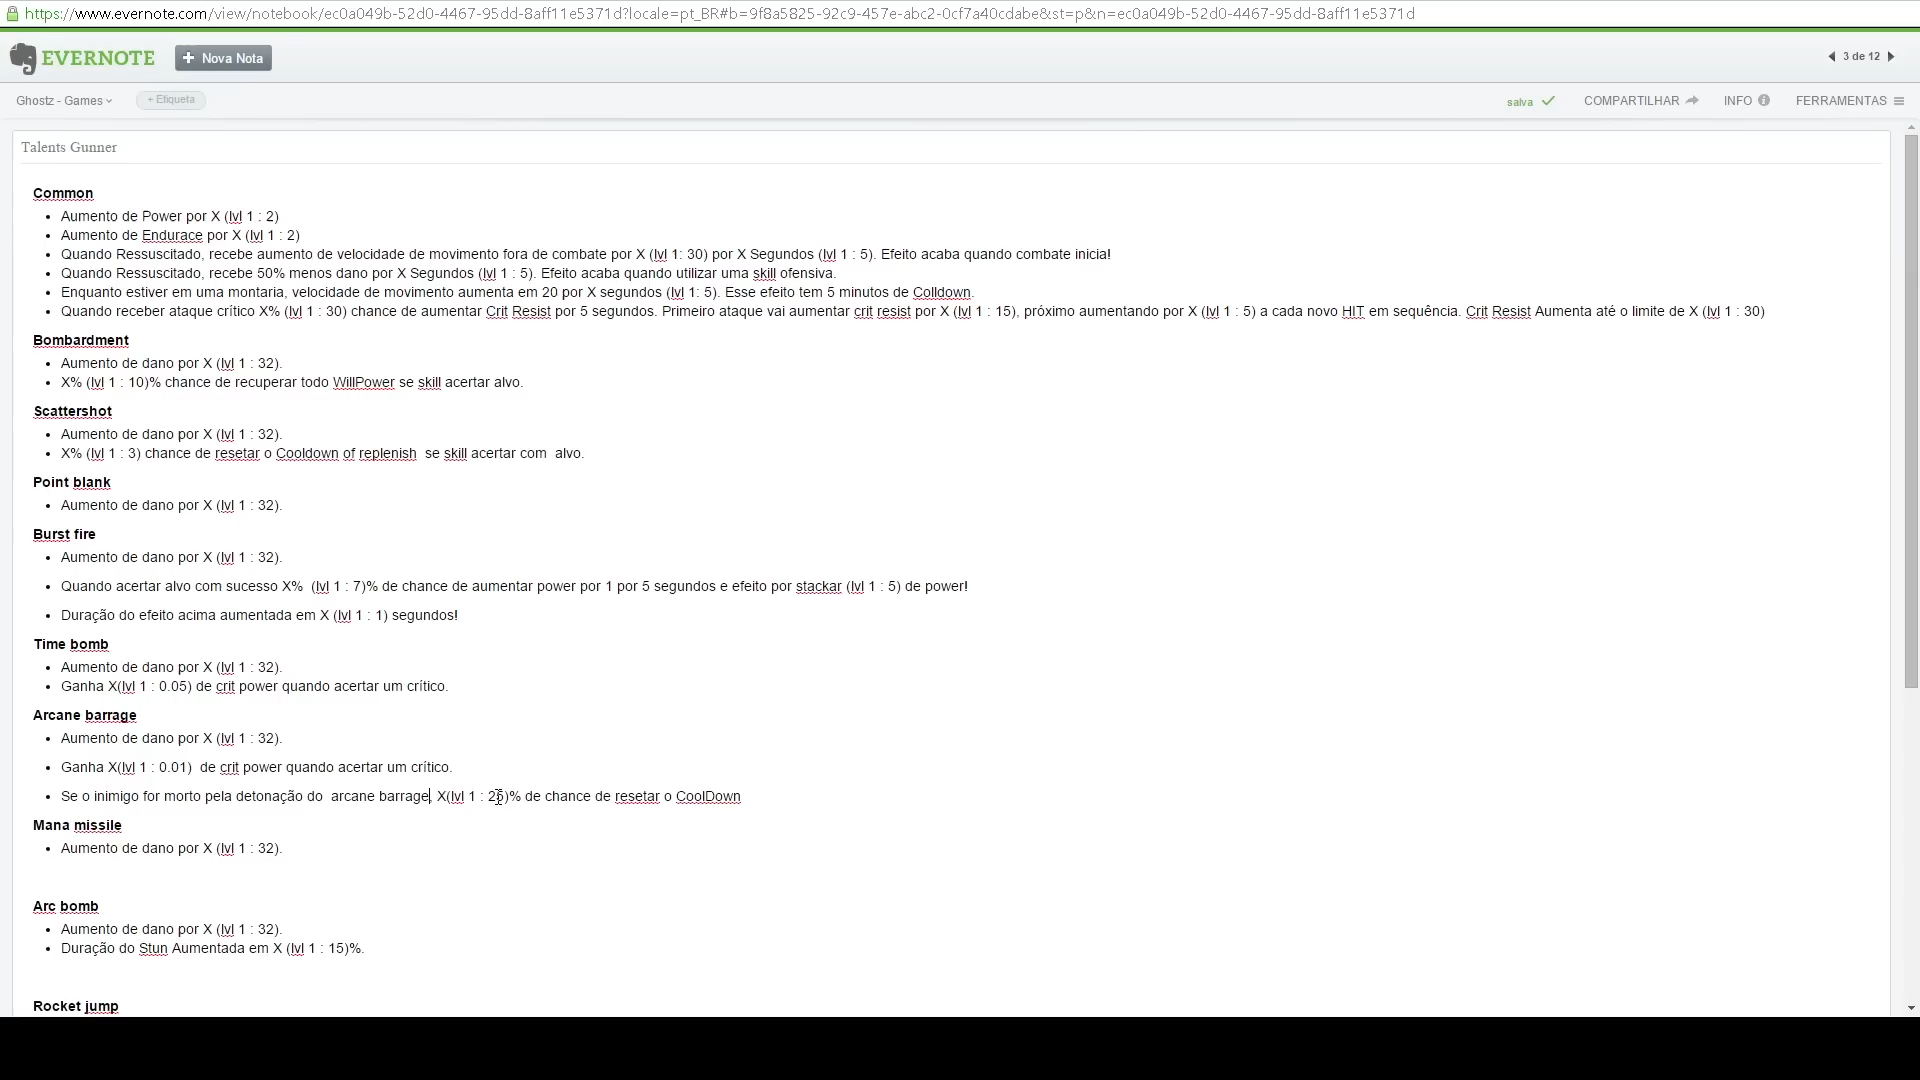 https://www.evernote.com/view/notebook/ec0a049b-52d0-4467-95dd-8aff11e5371d?locale=pt_BR#b=9f8a5825-92c9-457e-abc2-0cf7a40cdabe&st=p&n=ec0a049b-52d0-4467-95dd-8aff11e5371d
EVERNOTE
+ Nova Nota
3 de 12
Ghostz - Games
+ Etiqueta
salva
COMPARTILHAR
INFO
FERRAMENTAS
Talents Gunner
Common
• Aumento de Power por X (lvl 1 : 2)
• Aumento de Endurace por X (lvl 1 : 2)
• Quando Ressuscitado, recebe aumento de velocidade de movimento fora de combate por X (lvl 1: 30) por X Segundos (lvl 1 : 5). Efeito acaba quando combate inicia!
• Quando Ressuscitado, recebe 50% menos dano por X Segundos (lvl 1 : 5). Efeito acaba quando utilizar uma skill ofensiva.
• Enquanto estiver em uma montaria, velocidade de movimento aumenta em 20 por X segundos (lvl 1: 5). Esse efeito tem 5 minutos de Colldown.
• Quando receber ataque crítico X% (lvl 1 : 30) chance de aumentar Crit Resist por 5 segundos. Primeiro ataque vai aumentar crit resist por X (lvl 1 : 15), próximo aumentando por X (lvl 1 : 5) a cada novo HIT em sequência. Crit Resist Aumenta até o limite de X (lvl 1 : 30)
Bombardment
• Aumento de dano por X (lvl 1 : 32).
• X% (lvl 1 : 10)% chance de recuperar todo WillPower se skill acertar alvo.
Scattershot
• Aumento de dano por X (lvl 1 : 32).
• X% (lvl 1 : 3) chance de resetar o Cooldown of replenish  se skill acertar com  alvo.
Point blank
• Aumento de dano por X (lvl 1 : 32).
Burst fire
• Aumento de dano por X (lvl 1 : 32).
• Quando acertar alvo com sucesso X%  (lvl 1 : 7)% de chance de aumentar power por 1 por 5 segundos e efeito por stackar (lvl 1 : 5) de power!
• Duração do efeito acima aumentada em X (lvl 1 : 1) segundos!
Time bomb
• Aumento de dano por X (lvl 1 : 32).
• Ganha X(lvl 1 : 0.05) de crit power quando acertar um crítico.
Arcane barrage
• Aumento de dano por X (lvl 1 : 32).
• Ganha X(lvl 1 : 0.01)  de crit power quando acertar um crítico.
• Se o inimigo for morto pela detonação do  arcane barrage, X(lvl 1 : 25)% de chance de resetar o CoolDown
Mana missile
• Aumento de dano por X (lvl 1 : 32).
Arc bomb
• Aumento de dano por X (lvl 1 : 32).
• Duração do Stun Aumentada em X (lvl 1 : 15)%.
Rocket jump